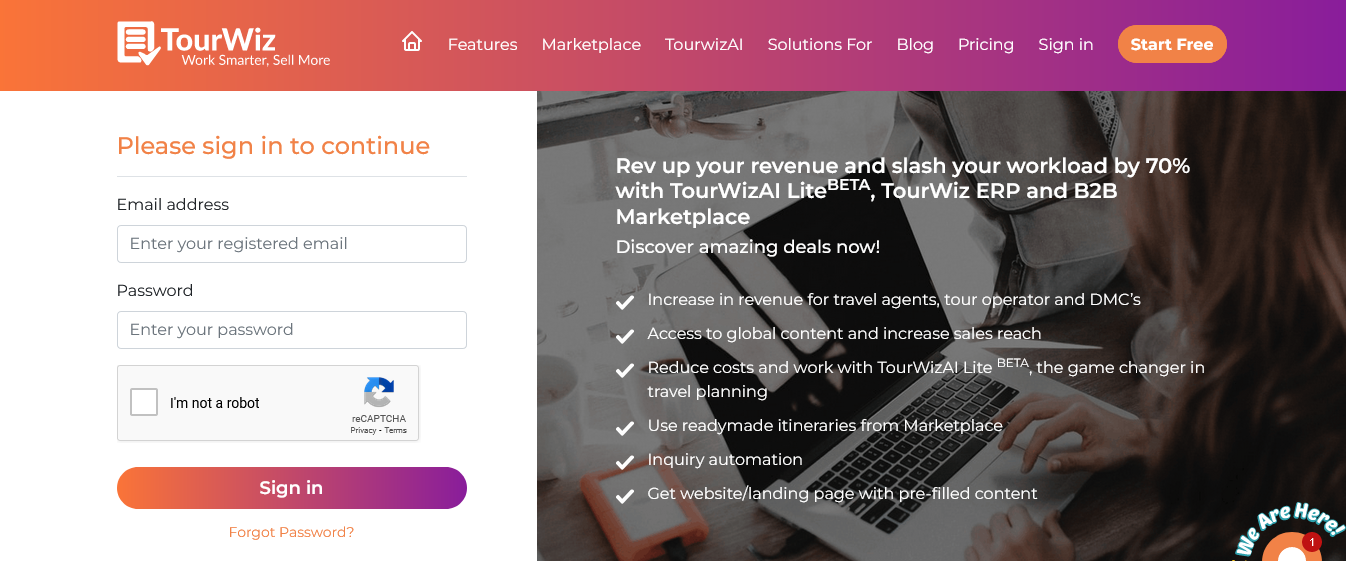 TourWiz
Work Smarter, Sell More
Features Marketplace TourwizAI Solutions For Blog Pricing Sign in Start Free
Please sign in to continue
Email address
Enter your registered email
Password
Enter your password
I'm not a robot
reCAPTCHA
Privacy - Terms
Sign in
Forgot Password?
Rev up your revenue and slash your workload by 70%
with TourWizAI Lite BETA, TourWiz ERP and B2B
Marketplace
Discover amazing deals now!
Increase in revenue for travel agents, tour operator and DMC’s
Access to global content and increase sales reach
Reduce costs and work with TourWizAI Lite BETA, the game changer in
travel planning
Use readymade itineraries from Marketplace
Inquiry automation
Get website/landing page with pre-filled content
We Are Here!
1